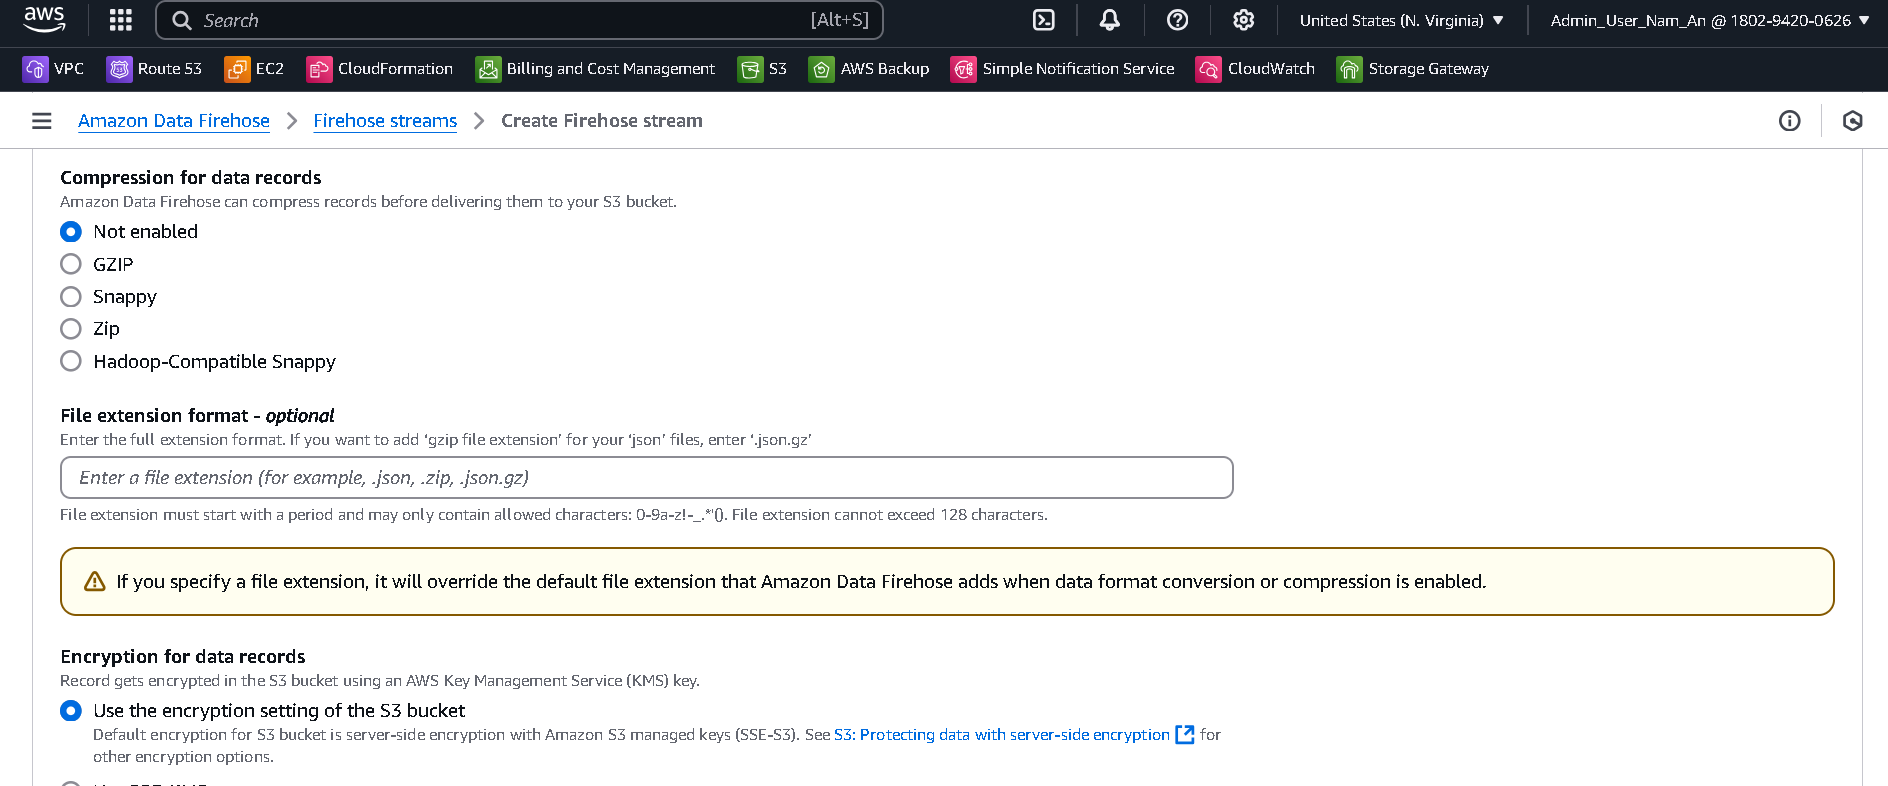 aws
Search [Alt+S] United States (N. Virginia) Admin_User_Nam_An @ 1802-9420-0626
VPC Route 53 EC2 CloudFormation Billing and Cost Management S3 AWS Backup Simple Notification Service CloudWatch Storage Gateway
Amazon Data Firehose > Firehose streams > Create Firehose stream
Compression for data records
Amazon Data Firehose can compress records before delivering them to your S3 bucket.
Not enabled
GZIP
Snappy
Zip
Hadoop-Compatible Snappy
File extension format - optional
Enter the full extension format. If you want to add ‘gzip file extension’ for your ‘json’ files, enter ‘.json.gz’
Enter a file extension (for example, .json, .zip, .json.gz)
File extension must start with a period and may only contain allowed characters: 0-9a-z!-_.*'(). File extension cannot exceed 128 characters.
If you specify a file extension, it will override the default file extension that Amazon Data Firehose adds when data format conversion or compression is enabled.
Encryption for data records
Record gets encrypted in the S3 bucket using an AWS Key Management Service (KMS) key.
Use the encryption setting of the S3 bucket
Default encryption for S3 bucket is server-side encryption with Amazon S3 managed keys (SSE-S3). See S3: Protecting data with server-side encryption for
other encryption options.